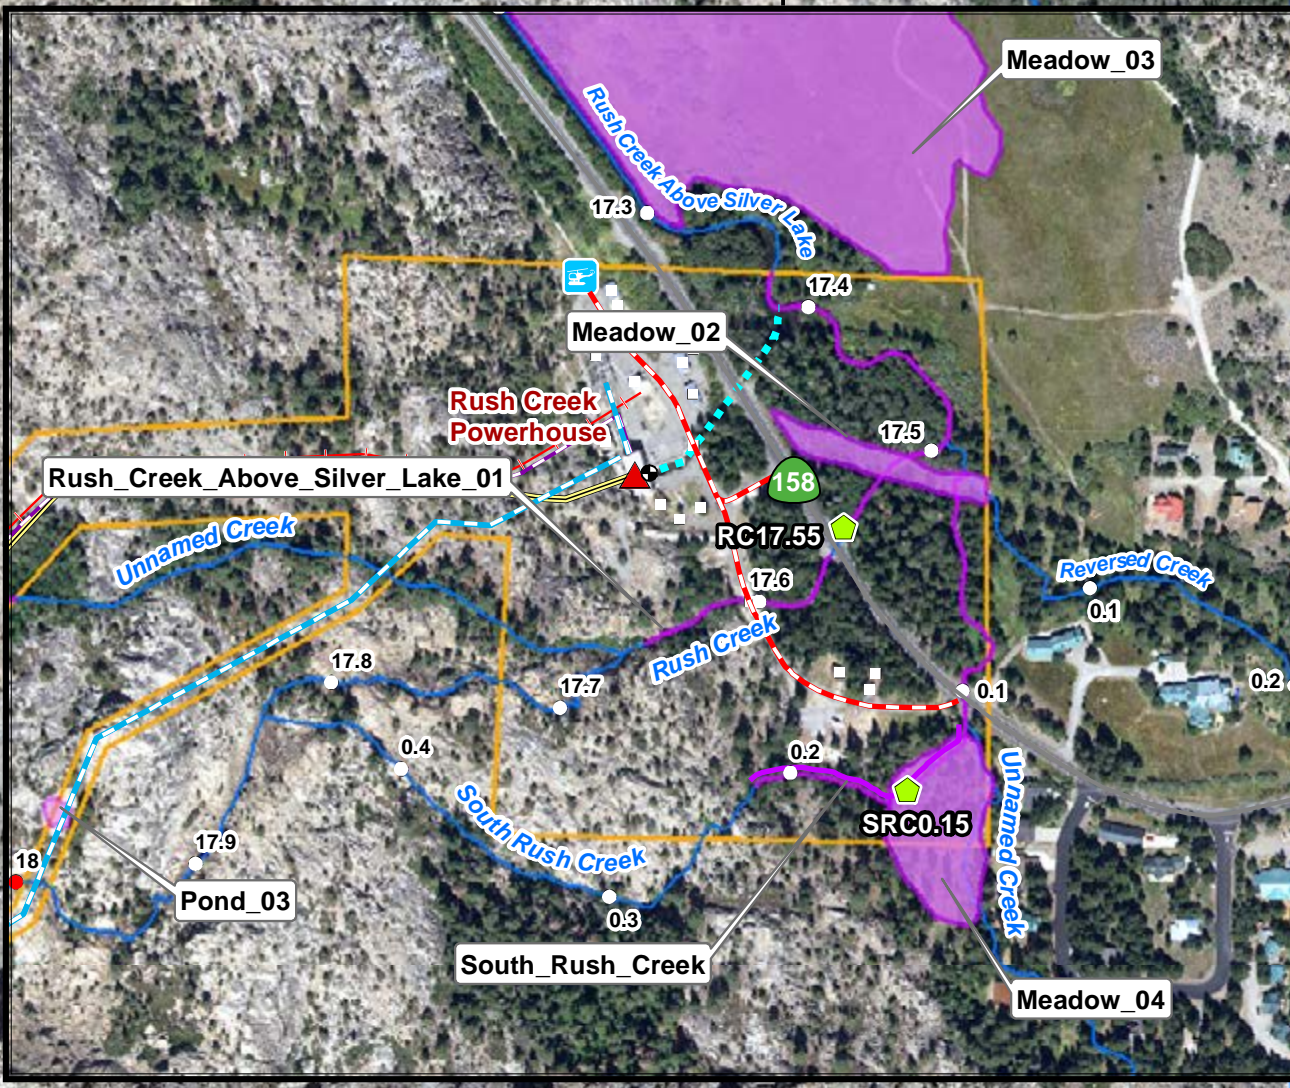 Meadow_03
Rush Creek Above Silver Lake
17.3
17.4
Meadow_02
Rush Creek
Powerhouse
17.5
Rush_Creek_Above_Silver_Lake_01
158
RC17.55
Unnamed Creek
Reversed Creek
17.6
0.1
Rush Creek
17.8
17.7
0.1
0.2
0.4
0.2
Unnamed Creek
South Rush Creek
SRC0.15
17.9
18
Pond_03
0.3
South_Rush_Creek
Meadow_04